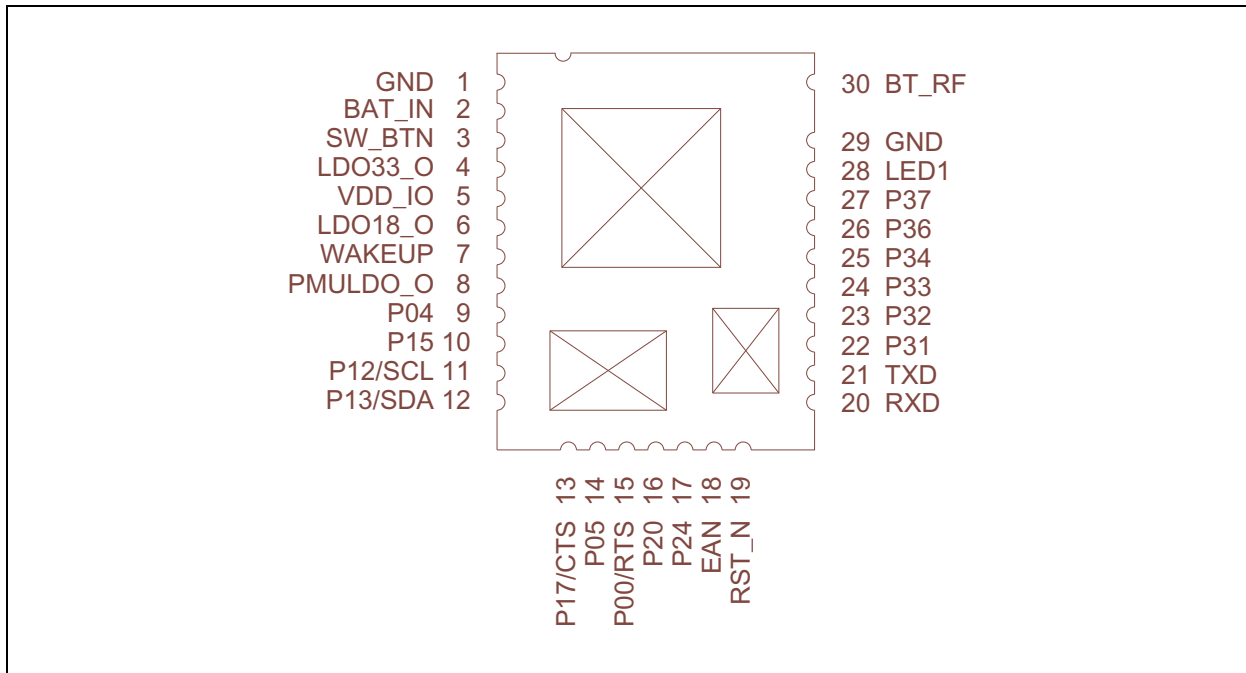 GND 1
BAT_IN 2
SW_BTN 3
LDO33_O 4
VDD_IO 5
LDO18_O 6
WAKEUP 7
PMULDO_O 8
P04 9
P15 10
P12/SCL 11
P13/SDA 12
P17/CTS 13
P05 14
P00/RTS 15
P20 16
P24 17
EAN 18
RST_N 19
30 BT_RF
29 GND
28 LED1
27 P37
26 P36
25 P34
24 P33
23 P32
22 P31
21 TXD
20 RXD